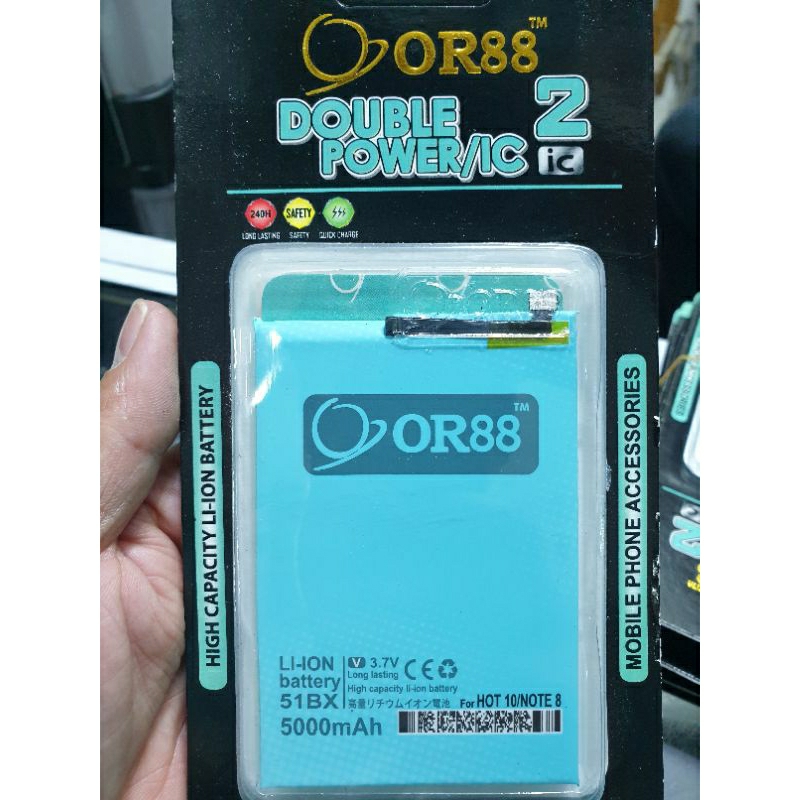 OR88™
DOUBLE
POWER/IC
2
ic
240H
SAFETY
LONG LASTING
SAFETY
QUICK CHARGE
HIGH CAPACITY LI-ION BATTERY
MOBILE PHONE ACCESSORIES
OR88™
LI-ION
battery
51BX
5000mAh
V 3.7V
Long lasting
CE
High capacity li-ion battery
高量リチウムイオン電池
For HOT 10/NOTE 8